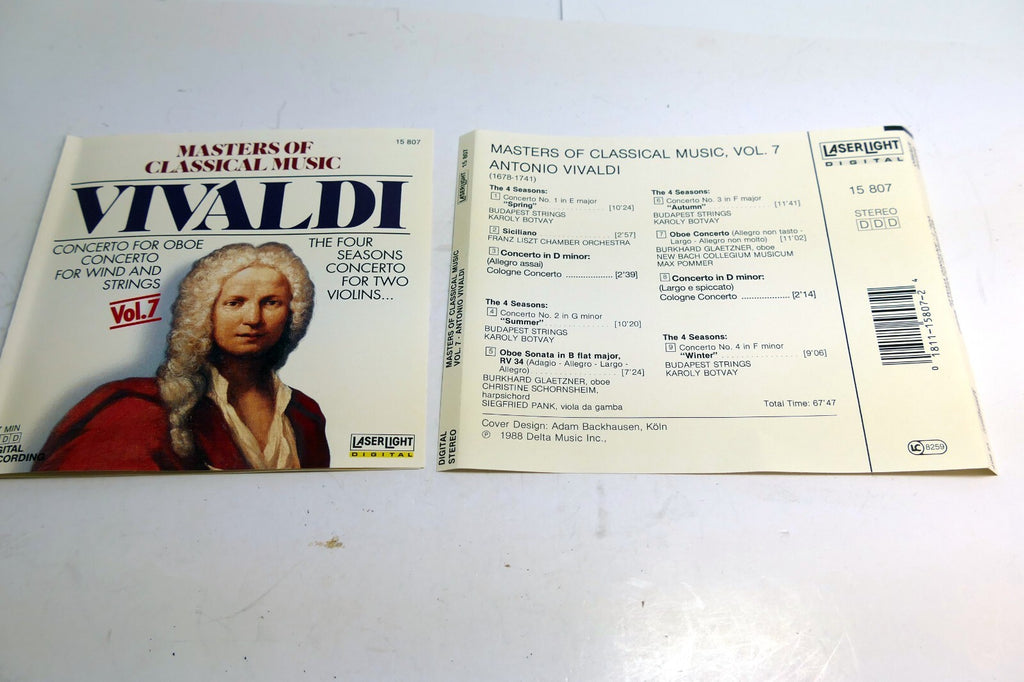 15 807
MASTERS OF
CLASSICAL MUSIC
VIVALDI
CONCERTO FOR OBOE
CONCERTO
FOR WIND AND
STRINGS
THE FOUR
SEASONS
CONCERTO
FOR TWO
VIOLINS...
Vol.7
MIN
DDD
CORDING
LASERLIGHT
DIGITAL
LASERLIGHT 15 807
MASTERS OF CLASSICAL MUSIC
VOL. 7 - ANTONIO VIVALDI
DIGITAL
STEREO
MASTERS OF CLASSICAL MUSIC, VOL. 7
ANTONIO VIVALDI
(1678-1741)
The 4 Seasons:
1 Concerto No. 1 in E major
"Spring" [10'24]
BUDAPEST STRINGS
KAROLY BOTVAY
2 Siciliano [2'57]
FRANZ LISZT CHAMBER ORCHESTRA
3 Concerto in D minor:
(Allegro assai)
Cologne Concerto [2'39]
The 4 Seasons:
4 Concerto No. 2 in G minor
"Summer" [10'20]
BUDAPEST STRINGS
KAROLY BOTVAY
5 Oboe Sonata in B flat major,
RV 34 (Adagio - Allegro - Largo -
Allegro) [7'24]
BURKHARD GLAETZNER, oboe
CHRISTINE SCHORNSHEIM,
harpsichord
SIEGFRIED PANK, viola da gamba
The 4 Seasons:
6 Concerto No. 3 in F major
"Autumn" [11'41]
BUDAPEST STRINGS
KAROLY BOTVAY
7 Oboe Concerto (Allegro non tasto -
Largo - Allegro non molto) [11'02]
BURKHARD GLAETZNER, oboe
NEW BACH COLLEGIUM MUSICUM
MAX POMMER
8 Concerto in D minor:
(Largo e spiccato)
Cologne Concerto [2'14]
The 4 Seasons:
9 Concerto No. 4 in F minor
"Winter" [9'06]
BUDAPEST STRINGS
KAROLY BOTVAY
Total Time: 67'47
Cover Design: Adam Backhausen, Köln
℗ 1988 Delta Music Inc.,
LASERLIGHT
DIGITAL
15 807
STEREO
DDD
0 1811-15807-2 4
LC 8259